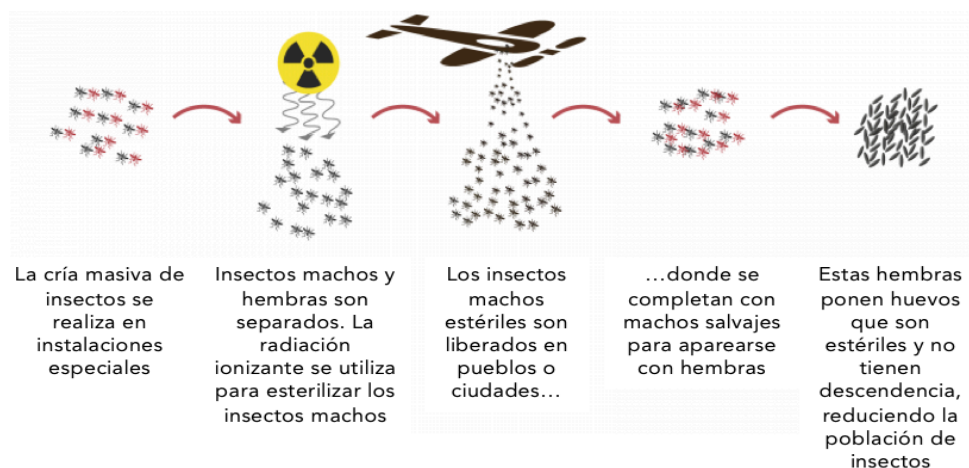 La cría masiva de
insectos se
realiza en
instalaciones
especiales
Insectos machos y
hembras son
separados. La
radiación
ionizante se utiliza
para esterilizar los
insectos machos
Los insectos
machos
estériles son
liberados en
pueblos o
ciudades…
…donde se
completan con
machos salvajes
para aparearse
con hembras
Estas hembras
ponen huevos
que son
estériles y no
tienen
descendencia,
reduciendo la
población de
insectos